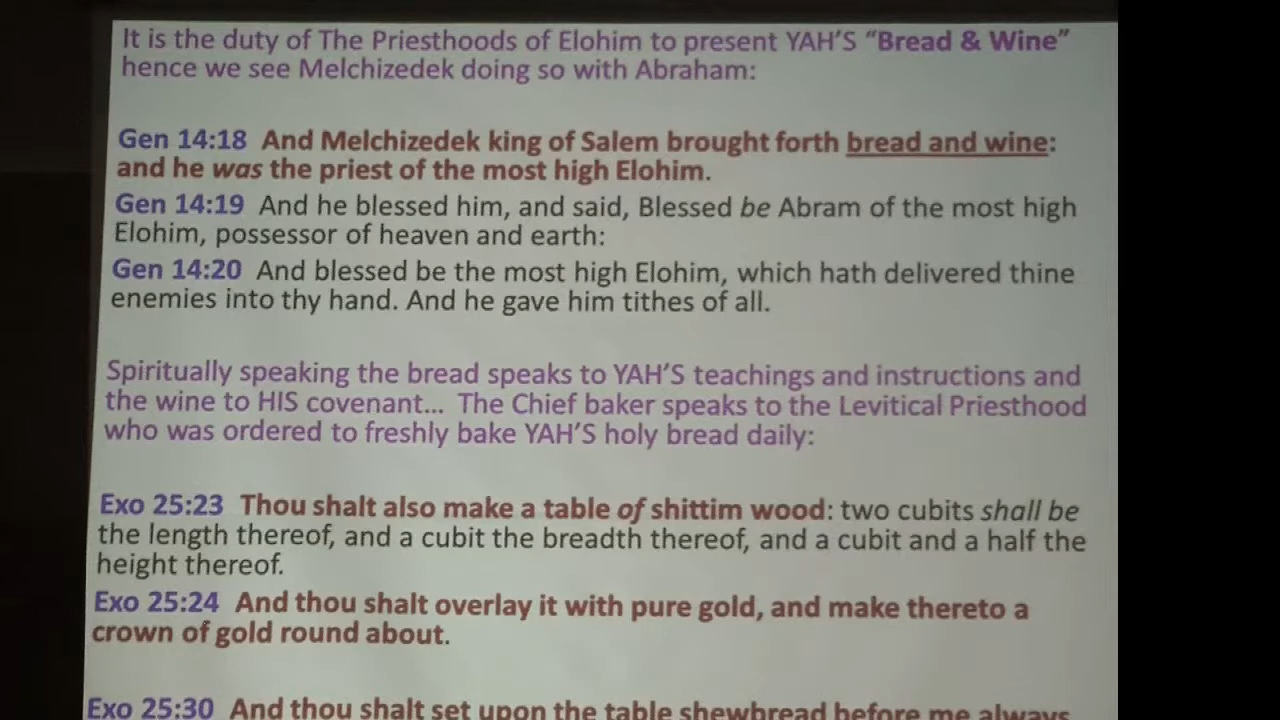 It is the duty of The Priesthoods of Elohim to present YAH'S “Bread & Wine”
hence we see Melchizedek doing so with Abraham:
Gen 14:18 And Melchizedek king of Salem brought forth bread and wine:
and he was the priest of the most high Elohim.
Gen 14:19 And he blessed him, and said, Blessed be Abram of the most high
Elohim, possessor of heaven and earth:
Gen 14:20 And blessed be the most high Elohim, which hath delivered thine
enemies into thy hand. And he gave him tithes of all.
Spiritually speaking the bread speaks to YAH'S teachings and instructions and
the wine to HIS covenant... The Chief baker speaks to the Levitical Priesthood
who was ordered to freshly bake YAH'S holy bread daily:
Exo 25:23 Thou shalt also make a table of shittim wood: two cubits shall be
the length thereof, and a cubit the breadth thereof, and a cubit and a half the
height thereof.
Exo 25:24 And thou shalt overlay it with pure gold, and make thereto a
crown of gold round about.
Exo 25:30 And thou shalt set upon the table shewbread before me always